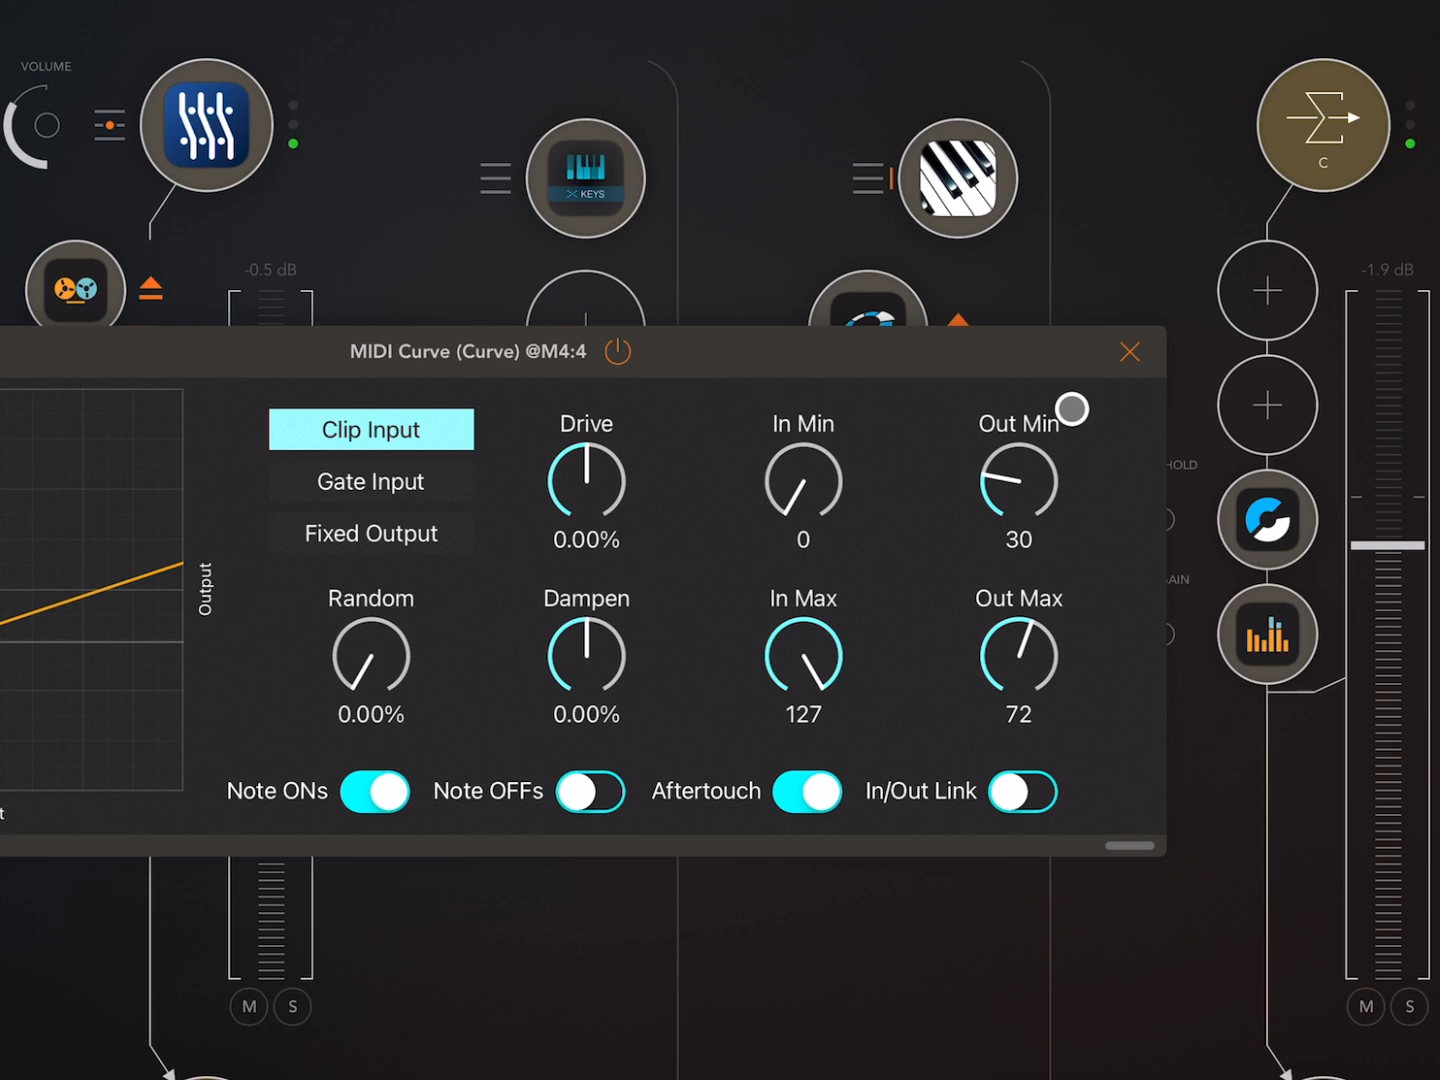 VOLUME
KEYS
C
-0.5 dB
-1.9 dB
MIDI Curve (Curve) @M4:4
Clip Input
Gate Input
Fixed Output
Drive
0.00%
In Min
0
Out Min
30
Output
Random
0.00%
Dampen
0.00%
In Max
127
Out Max
72
Note ONs
Note OFFs
Aftertouch
In/Out Link
HOLD
AIN
t
M S
M S